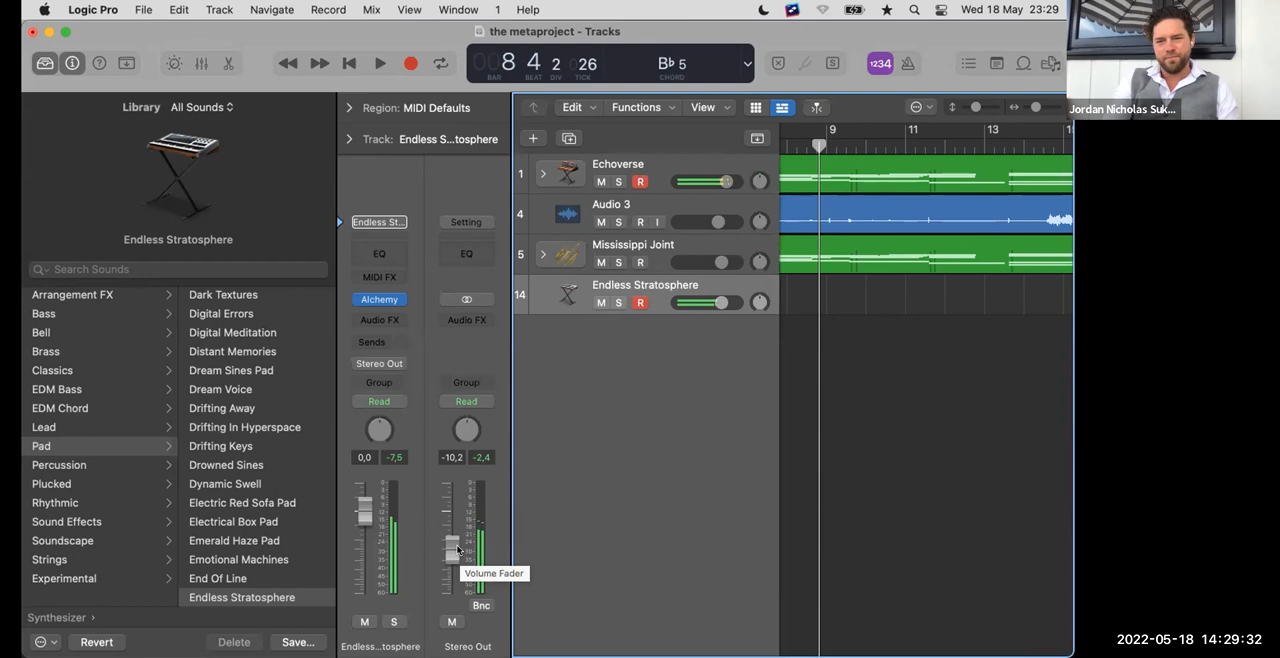 Logic Pro File Edit Track Navigate Record Mix View Window 1 Help Wed 18 May 23:29
the metaproject - Tracks
8 4 2 026 B♭ 5
BAR BEAT DIV TICK CHORD
1234
Jordan Nicholas Suk...
Library All Sounds
Endless Stratosphere
Search Sounds
Arrangement FX
Bass
Bell
Brass
Classics
EDM Bass
EDM Chord
Lead
Pad
Percussion
Plucked
Rhythmic
Sound Effects
Soundscape
Strings
Experimental
Dark Textures
Digital Errors
Digital Meditation
Distant Memories
Dream Sines Pad
Dream Voice
Drifting Away
Drifting In Hyperspace
Drifting Keys
Drowned Sines
Dynamic Swell
Electric Red Sofa Pad
Electrical Box Pad
Emerald Haze Pad
Emotional Machines
End Of Line
Endless Stratosphere
Synthesizer
Revert Delete Save...
Region: MIDI Defaults
Track: Endless S...tosphere
Endless St... Setting
EQ EQ
MIDI FX
Alchemy
Audio FX Audio FX
Sends
Stereo Out
Group Group
Read Read
0,0 -7,5 -10,2 -2,4
Volume Fader
Bnc
M S M
Endless...tosphere Stereo Out
Edit Functions View
9 11 13
1 Echoverse
M S R
4 Audio 3
M S R I
5 Mississippi Joint
M S R
14 Endless Stratosphere
M S R
2022-05-18 14:29:32